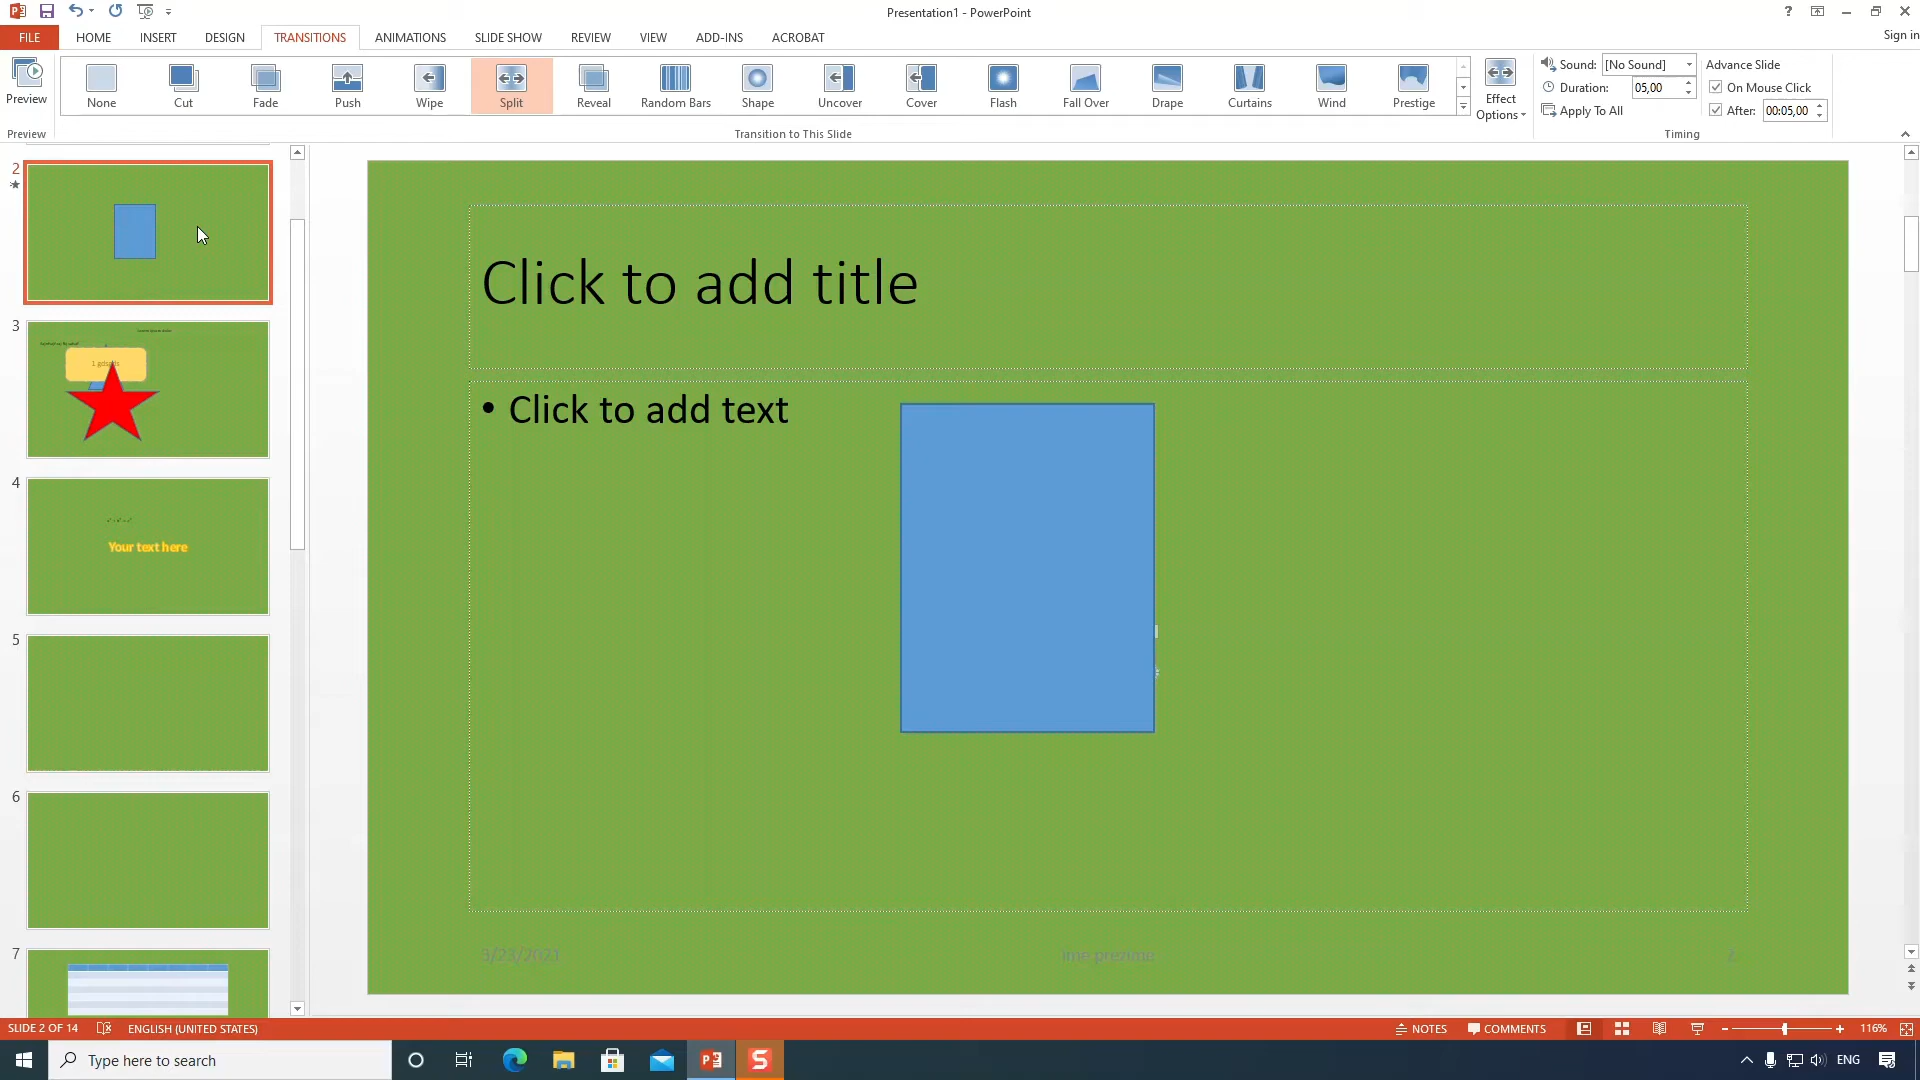 Presentation1 - PowerPoint
Sign in
FILE HOME INSERT DESIGN TRANSITIONS ANIMATIONS SLIDE SHOW REVIEW VIEW ADD-INS ACROBAT
Preview None Cut Fade Push Wipe Split Reveal Random Bars Shape Uncover Cover Flash Fall Over Drape Curtains Wind Prestige Effect Options
Sound: [No Sound] Advance Slide
Duration: 05,00 On Mouse Click
Apply To All After: 00:05,00
Preview Transition to This Slide Timing
2
3
4
Your text here
5
6
7
Click to add title
• Click to add text
ime prezime
2
SLIDE 2 OF 14 ENGLISH (UNITED STATES) NOTES COMMENTS 116%
Type here to search
ENG